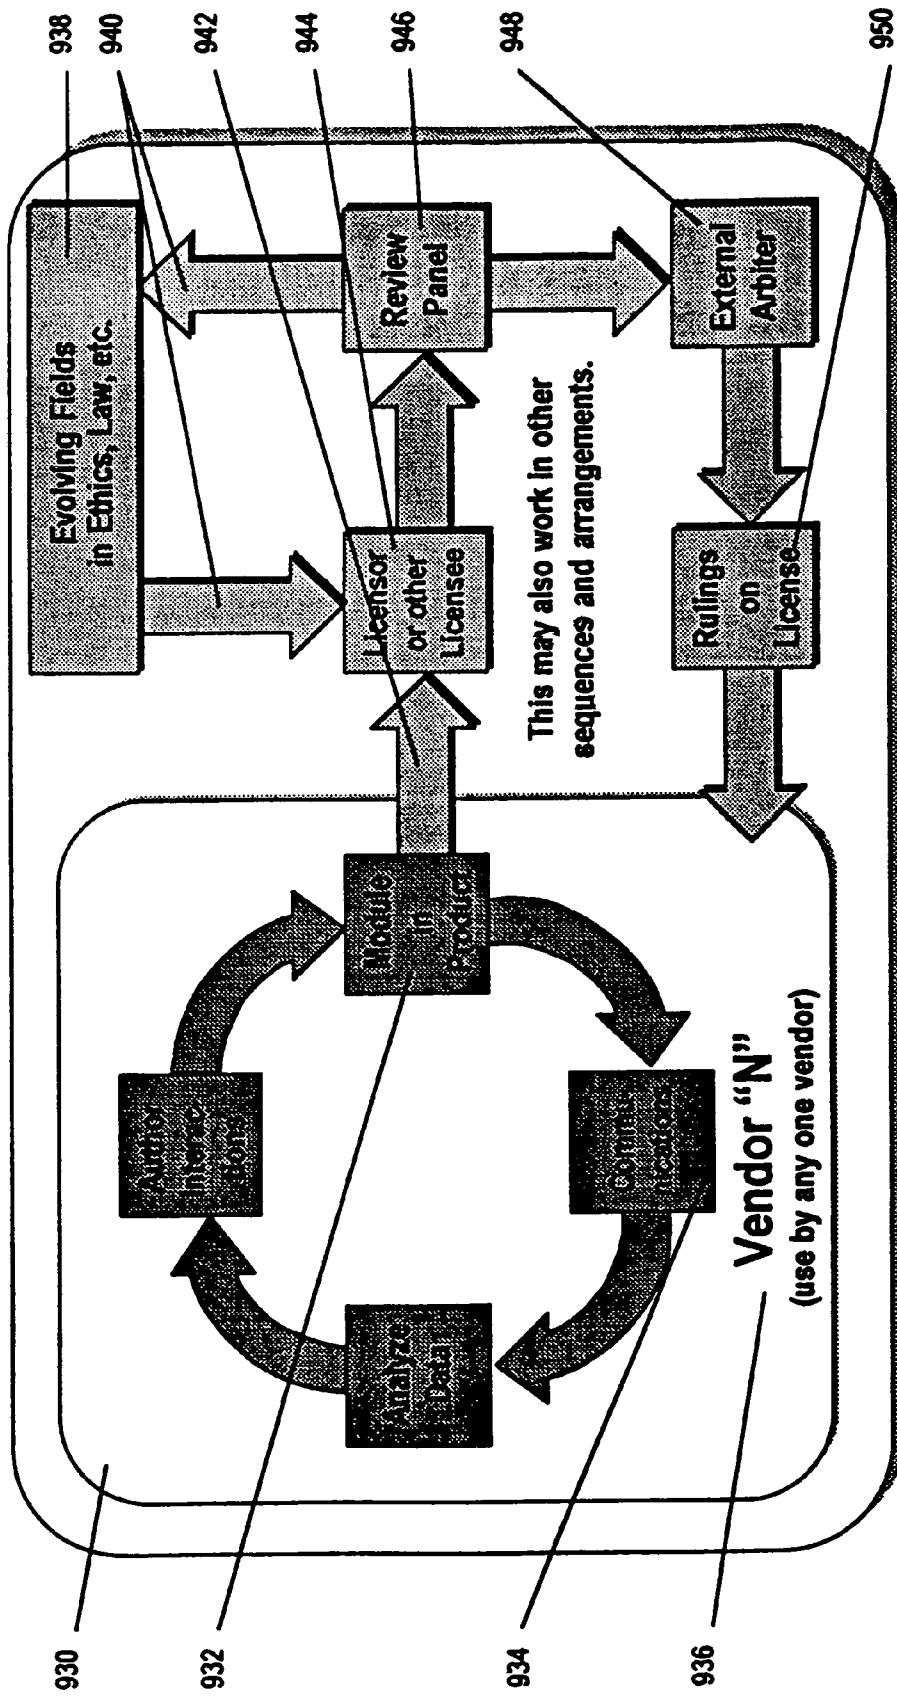 938
940
942
944
946
948
950
Evolving Fields
in Ethics, Law, etc.
Licensor
or other
Licensee
Review
Panel
This may also work in other
sequences and arrangements.
External
Arbiter
Rulings
on
License
Module
in
Product
Analyze
Data
Vendor “N”
(use by any one vendor)
930
932
934
936